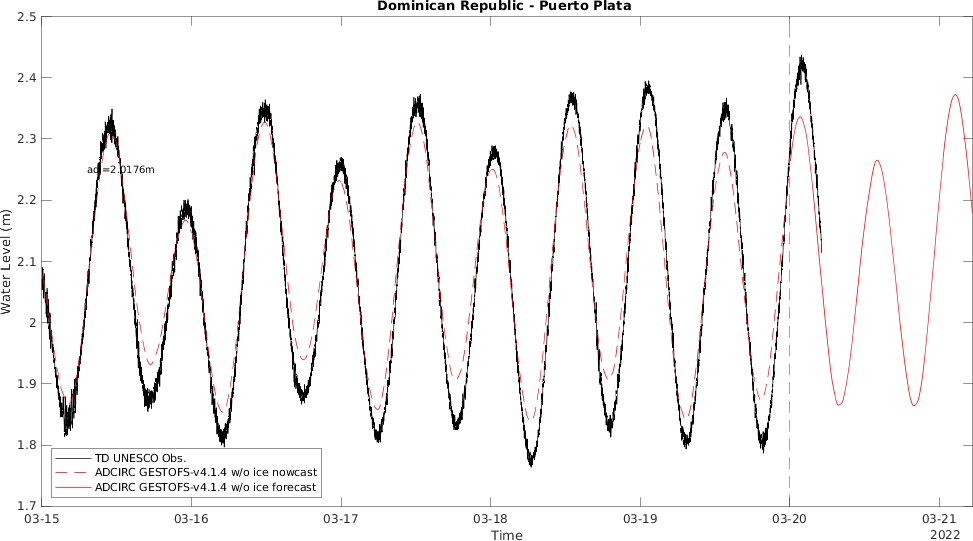 Dominican Republic - Puerto Plata
2.5
2.4
2.3
2.2
2.1
2
1.9
1.8
1.7
Water Level (m)
adj=2.0176m
TD UNESCO Obs.
ADCIRC GESTOFS-v4.1.4 w/o ice nowcast
ADCIRC GESTOFS-v4.1.4 w/o ice forecast
03-15 03-16 03-17 03-18 03-19 03-20 03-21
Time
2022